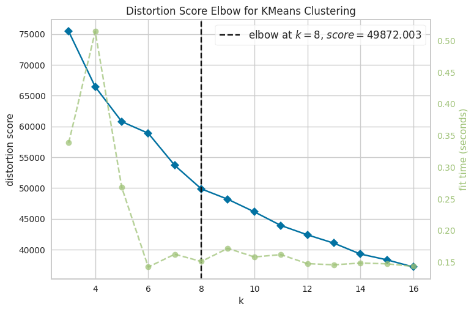 Distortion Score Elbow for KMeans Clustering
elbow at k = 8, score = 49872.003
75000
70000
65000
60000
55000
50000
45000
40000
distortion score
0.50
0.45
0.40
0.35
0.30
0.25
0.20
0.15
fit time (seconds)
4 6 8 10 12 14 16
k